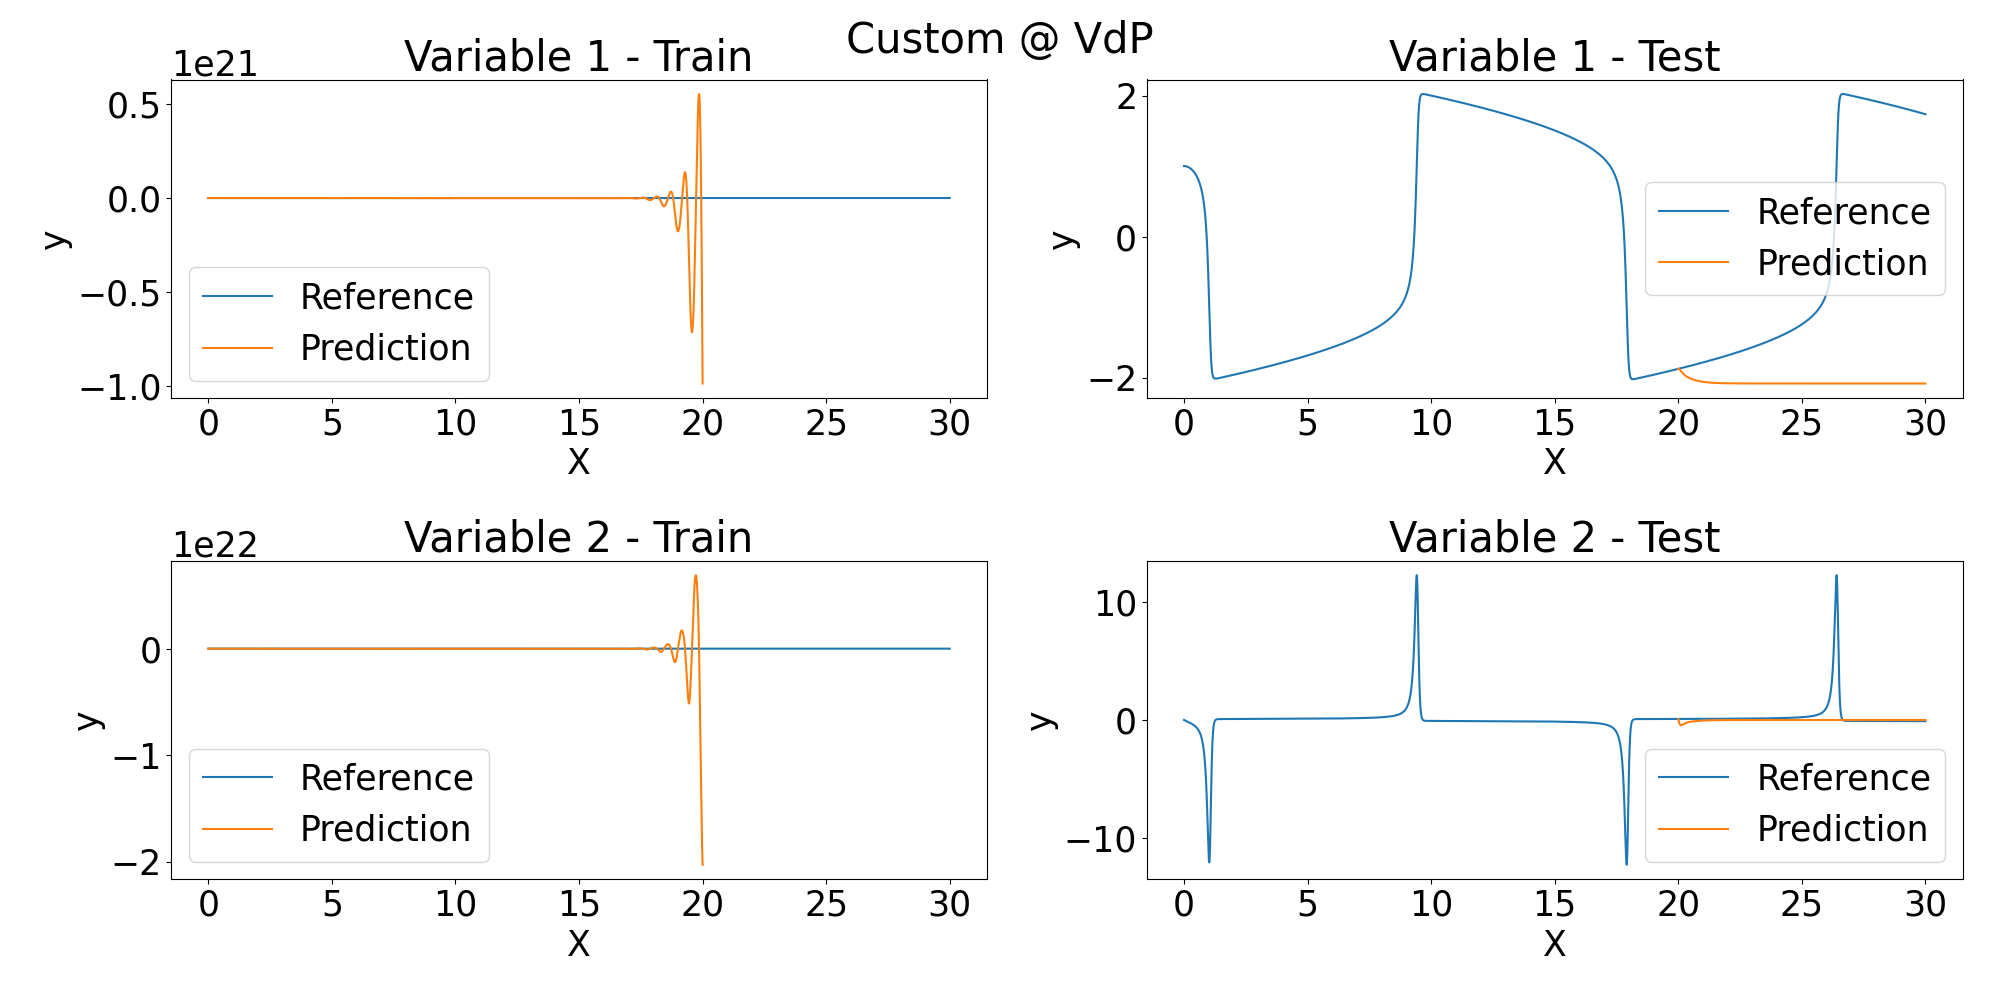 Custom @ VdP
Variable 1 - Train
1e21
0.5
0.0
−0.5
−1.0
y
Reference
Prediction
0 5 10 15 20 25 30
X
Variable 1 - Test
2
0
−2
y
Reference
Prediction
0 5 10 15 20 25 30
X
Variable 2 - Train
1e22
0
−1
−2
y
Reference
Prediction
0 5 10 15 20 25 30
X
Variable 2 - Test
10
0
−10
y
Reference
Prediction
0 5 10 15 20 25 30
X